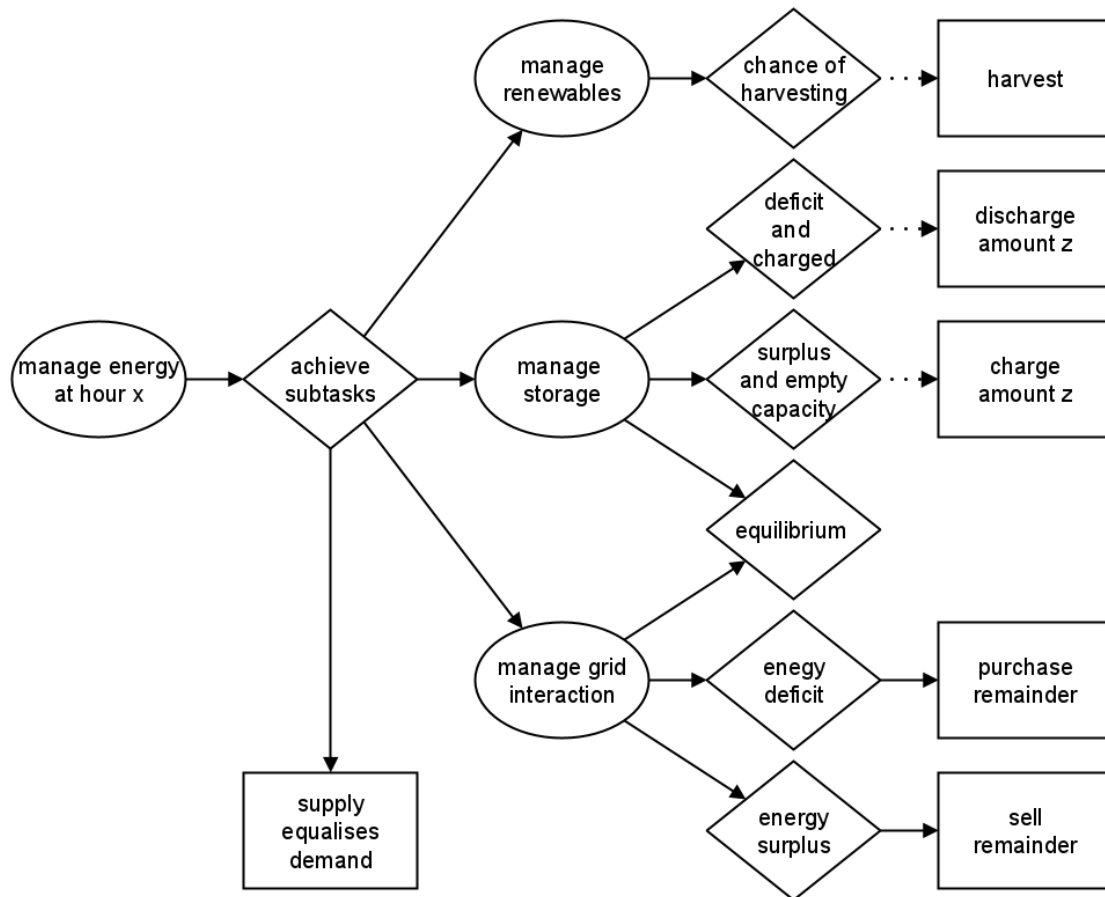 manage
renewables
chance of
harvesting
harvest
deficit
and
charged
discharge
amount z
manage energy
at hour x
achieve
subtasks
manage
storage
surplus
and empty
capacity
charge
amount z
equilibrium
manage grid
interaction
enegy
deficit
purchase
remainder
supply
equalises
demand
energy
surplus
sell
remainder